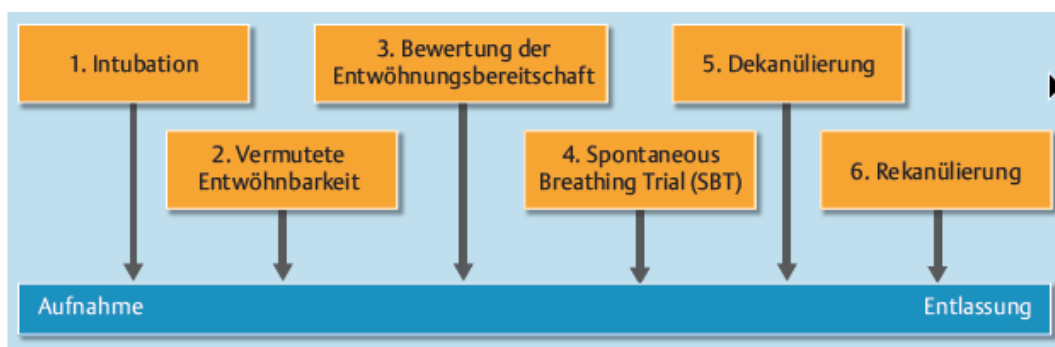 1. Intubation
2. Vermutete
Entwöhnbarkeit
3. Bewertung der
Entwöhnungsbereitschaft
4. Spontaneous
Breathing Trial (SBT)
5. Dekanülierung
6. Rekanülierung
Aufnahme
Entlassung